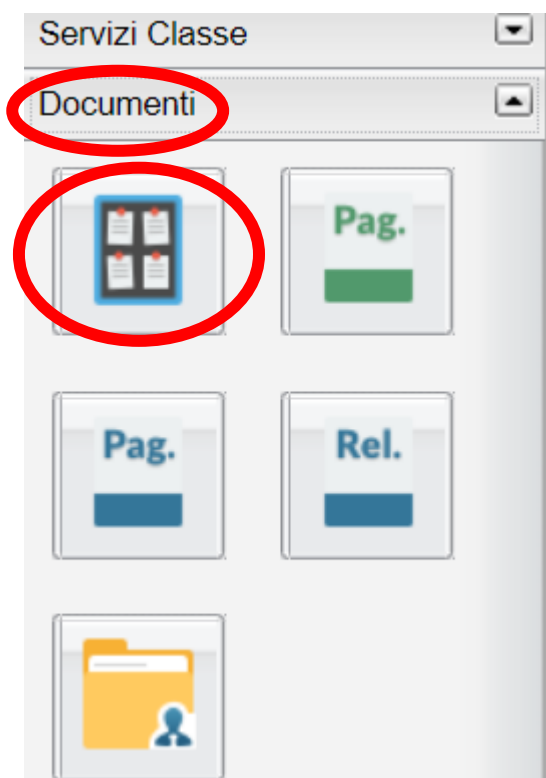 Servizi Classe
Documenti
Pag.
Pag.
Rel.